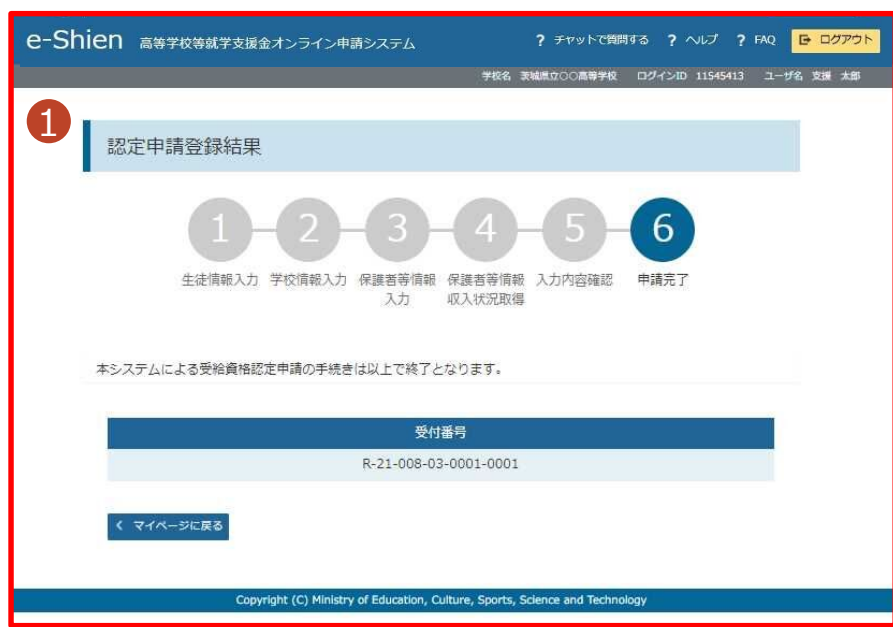 e-Shien 高等学校等就学支援金オンライン申請システム ? チャットで質問する ? ヘルプ ? FAQ ログアウト
学校名 茨城県立〇〇高等学校 ログインID 11545413 ユーザ名 支援 太郎
1
認定申請登録結果
1 2 3 4 5 6
生徒情報入力 学校情報入力 保護者等情報 保護者等情報 入力内容確認 申請完了
入力 収入状況取得
本システムによる受給資格認定申請の手続きは以上で終了となります。
受付番号
R-21-008-03-0001-0001
マイページに戻る
Copyright (C) Ministry of Education, Culture, Sports, Science and Technology